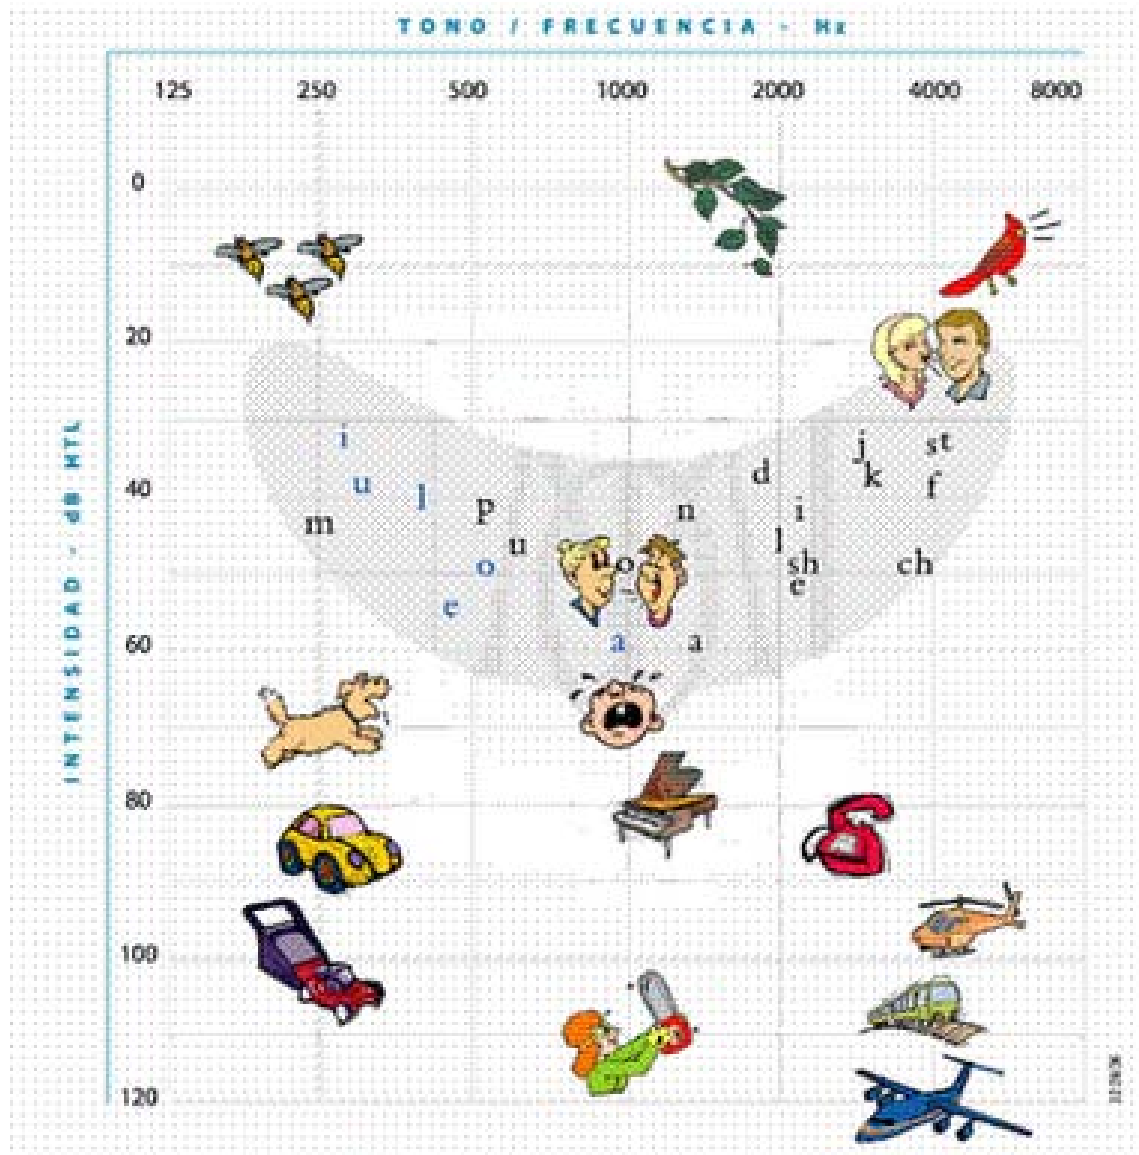 TONO / FRECUENCIA - Hz
125 250 500 1000 2000 4000 8000
INTENSIDAD - dB HTL
0
20
40
60
80
100
120
i
j
st
u
d
k
f
l
p
n
i
m
u
l
o
u
o
sh
ch
e
e
a
a